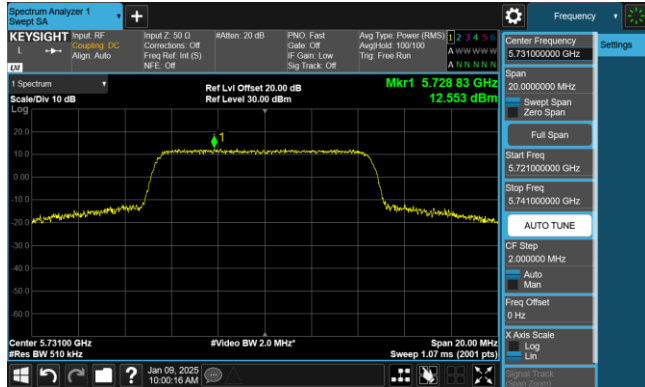 Spectrum Analyzer 1
Swept SA
Frequency
KEYSIGHT
L
LXI
Input: RF
Coupling: DC
Align: Auto
Input Z: 50 Ω
Corrections: Off
Freq Ref: Int (S)
NFE: Off
#Atten: 20 dB
PNO: Fast
Gate: Off
IF Gain: Low
Sig Track: Off
Avg Type: Power (RMS)
Avg|Hold: 100/100
Trig: Free Run
1 2 3 4 5 6
A W W W W W
A N N N N N
1 Spectrum
Scale/Div 10 dB
Log
Ref Lvl Offset 20.00 dB
Ref Level 30.00 dBm
Mkr1 5.728 83 GHz
12.553 dBm
1
20.0
10.0
0.00
-10.0
-20.0
-30.0
-40.0
-50.0
-60.0
Center 5.73100 GHz
#Res BW 510 kHz
#Video BW 2.0 MHz*
Span 20.00 MHz
Sweep 1.07 ms (2001 pts)
Jan 09, 2025
10:00:16 AM
Center Frequency
5.731000000 GHz
Settings
Span
20.0000000 MHz
Swept Span
Zero Span
Full Span
Start Freq
5.721000000 GHz
Stop Freq
5.741000000 GHz
AUTO TUNE
CF Step
2.000000 MHz
Auto
Man
Freq Offset
0 Hz
X Axis Scale
Log
Lin
Signal Track
(Span Zoom)